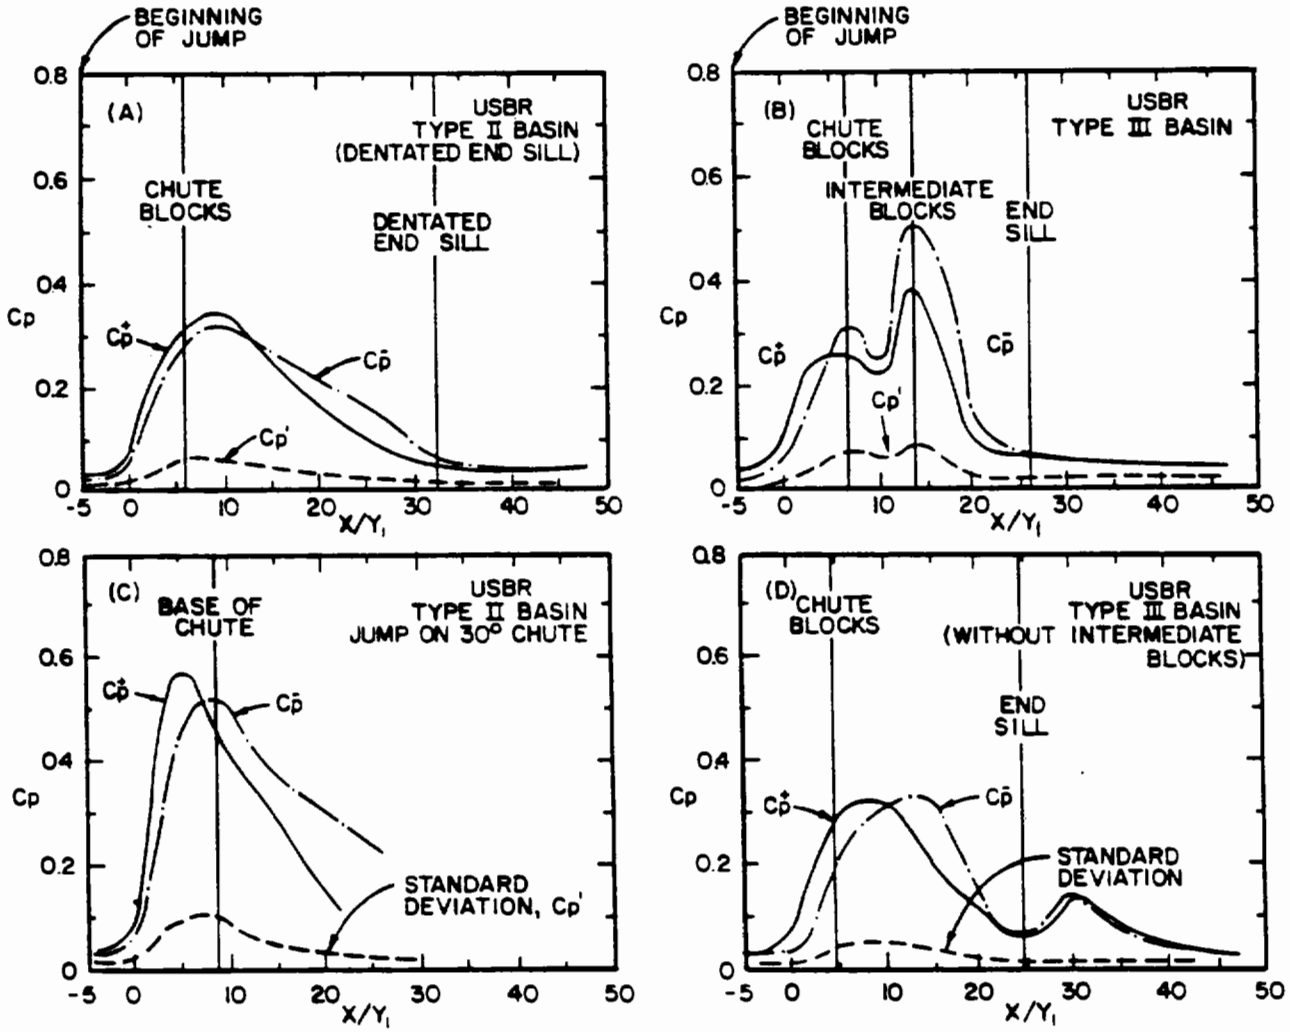 BEGINNING
OF JUMP
(A)
USBR
TYPE II BASIN
(DENTATED END SILL)
CHUTE
BLOCKS
DENTATED
END SILL
Cp⁺
Cp⁻
Cp'
Cp
0.8
0.6
0.4
0.2
0
-5 0 10 20 30 40 50
X/Y₁
BEGINNING
OF JUMP
(B)
USBR
TYPE III BASIN
CHUTE
BLOCKS
INTERMEDIATE
BLOCKS
END
SILL
Cp⁺
Cp⁻
Cp'
Cp
0.8
0.6
0.4
0.2
0
-5 0 10 20 30 40 50
X/Y₁
(C)
USBR
TYPE II BASIN
JUMP ON 30° CHUTE
BASE OF
CHUTE
Cp⁺
Cp⁻
STANDARD
DEVIATION, Cp'
Cp
0.8
0.6
0.4
0.2
0
-5 0 10 20 30 40 50
X/Y₁
(D)
USBR
TYPE III BASIN
(WITHOUT INTERMEDIATE
BLOCKS)
CHUTE
BLOCKS
END
SILL
Cp⁺
Cp⁻
STANDARD
DEVIATION
Cp
0.8
0.6
0.4
0.2
0
-5 0 10 20 30 40 50
X/Y₁